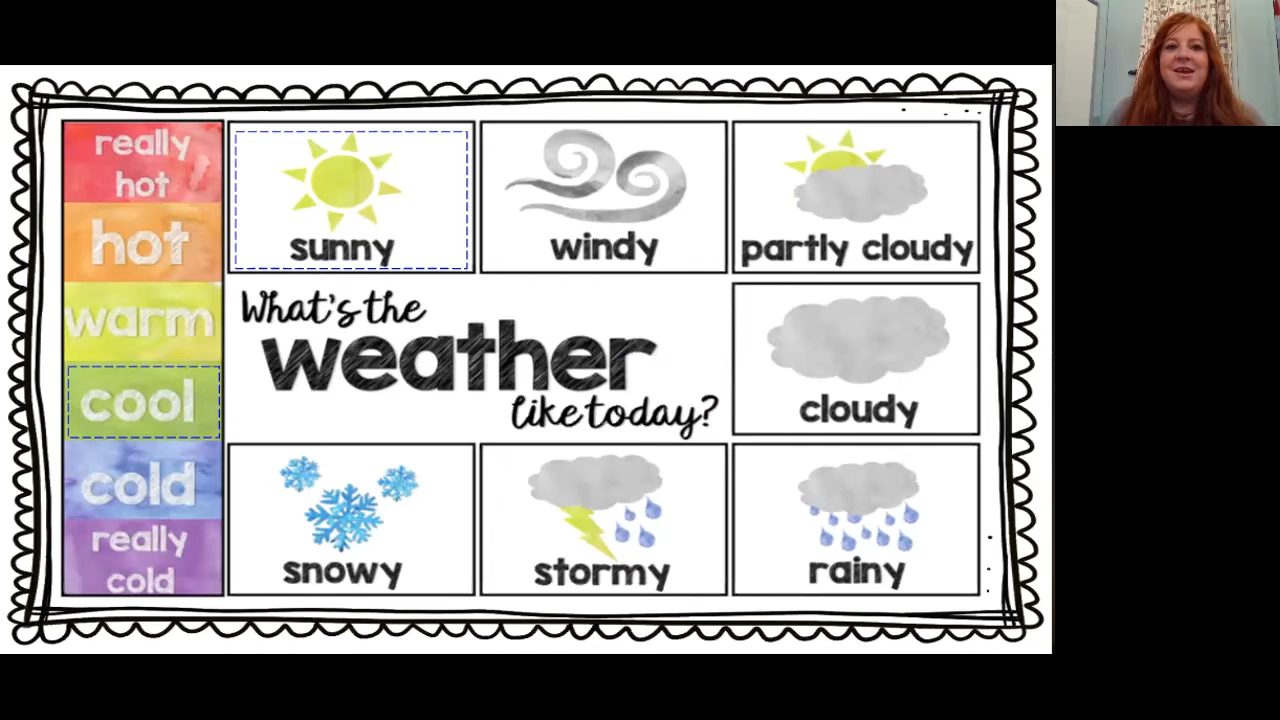 really
hot
hot
warm
cool
cold
really
cold
sunny
windy
partly cloudy
What's the
weather
like today?
cloudy
snowy
stormy
rainy